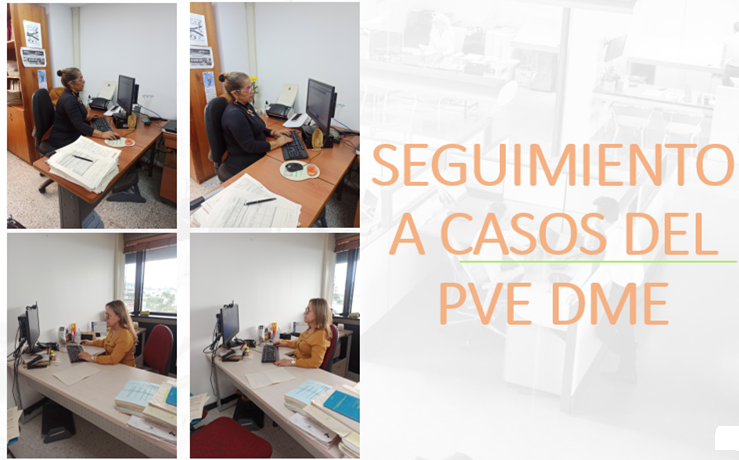 SEGUIMIENTO
A CASOS DEL
PVE DME